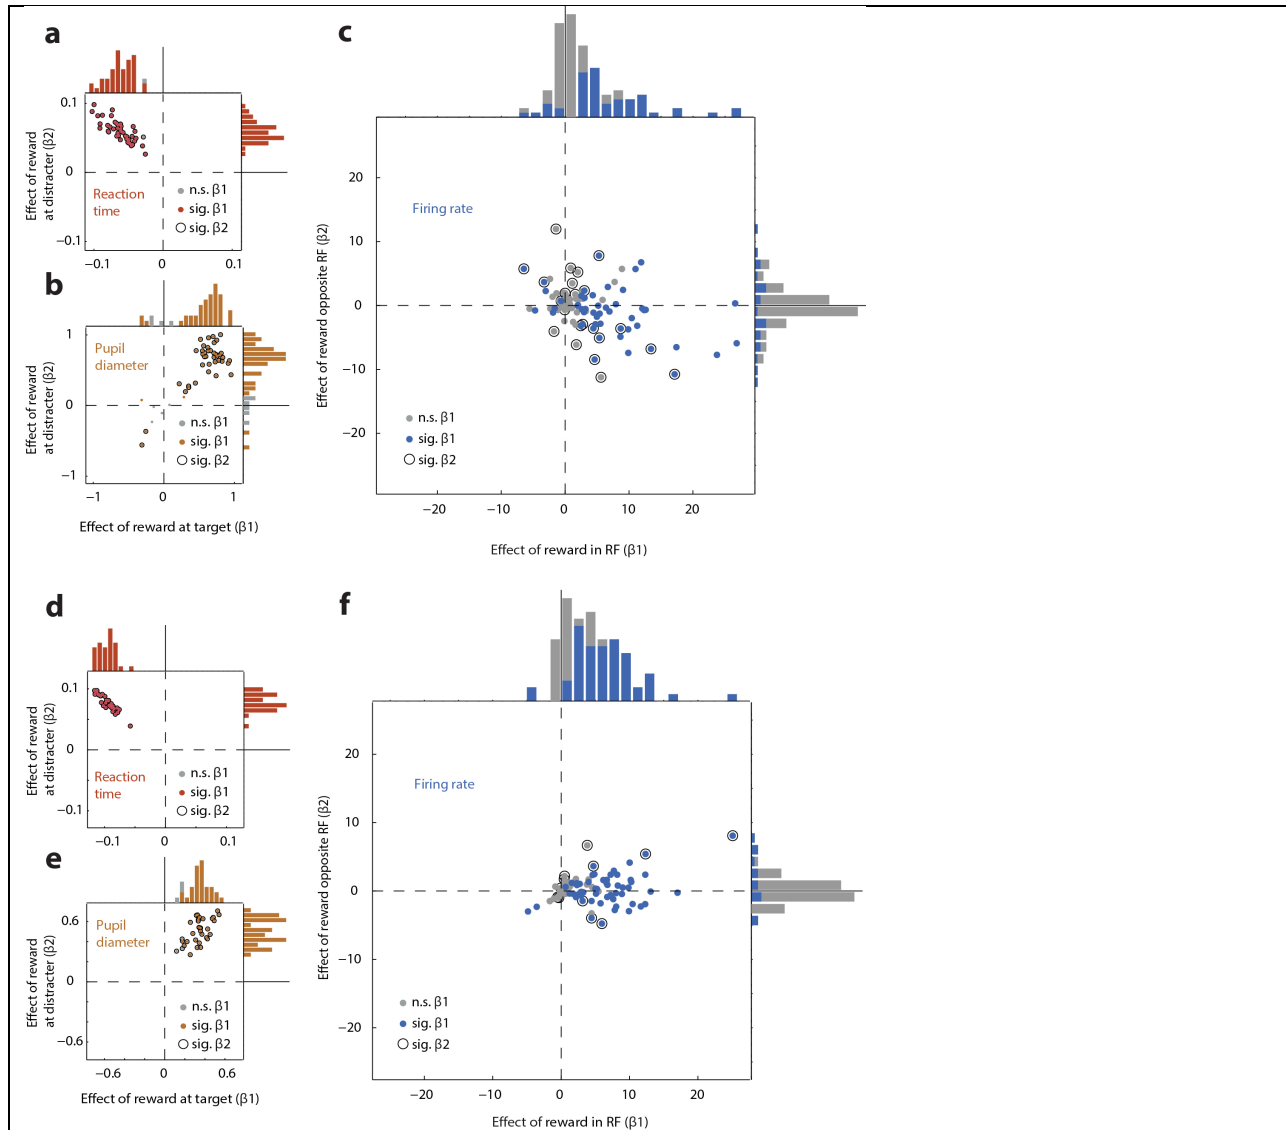 a
0.1
0
−0.1
Effect of reward
at distracter (β2)
Reaction
time
n.s. β1
sig. β1
sig. β2
−0.1
0
0.1
b
1
0
−1
Effect of reward
at distracter (β2)
Pupil
diameter
n.s. β1
sig. β1
sig. β2
−1
0
1
Effect of reward at target (β1)
c
20
10
0
−10
−20
Effect of reward opposite RF (β2)
Firing rate
n.s. β1
sig. β1
sig. β2
−20
−10
0
10
20
Effect of reward in RF (β1)
d
0.1
0
−0.1
Effect of reward
at distracter (β2)
Reaction
time
n.s. β1
sig. β1
sig. β2
−0.1
0
0.1
e
0.6
0
−0.6
Effect of reward
at distracter (β2)
Pupil
diameter
n.s. β1
sig. β1
sig. β2
−0.6
0
0.6
Effect of reward at target (β1)
f
20
10
0
−10
−20
Effect of reward opposite RF (β2)
Firing rate
n.s. β1
sig. β1
sig. β2
−20
−10
0
10
20
Effect of reward in RF (β1)